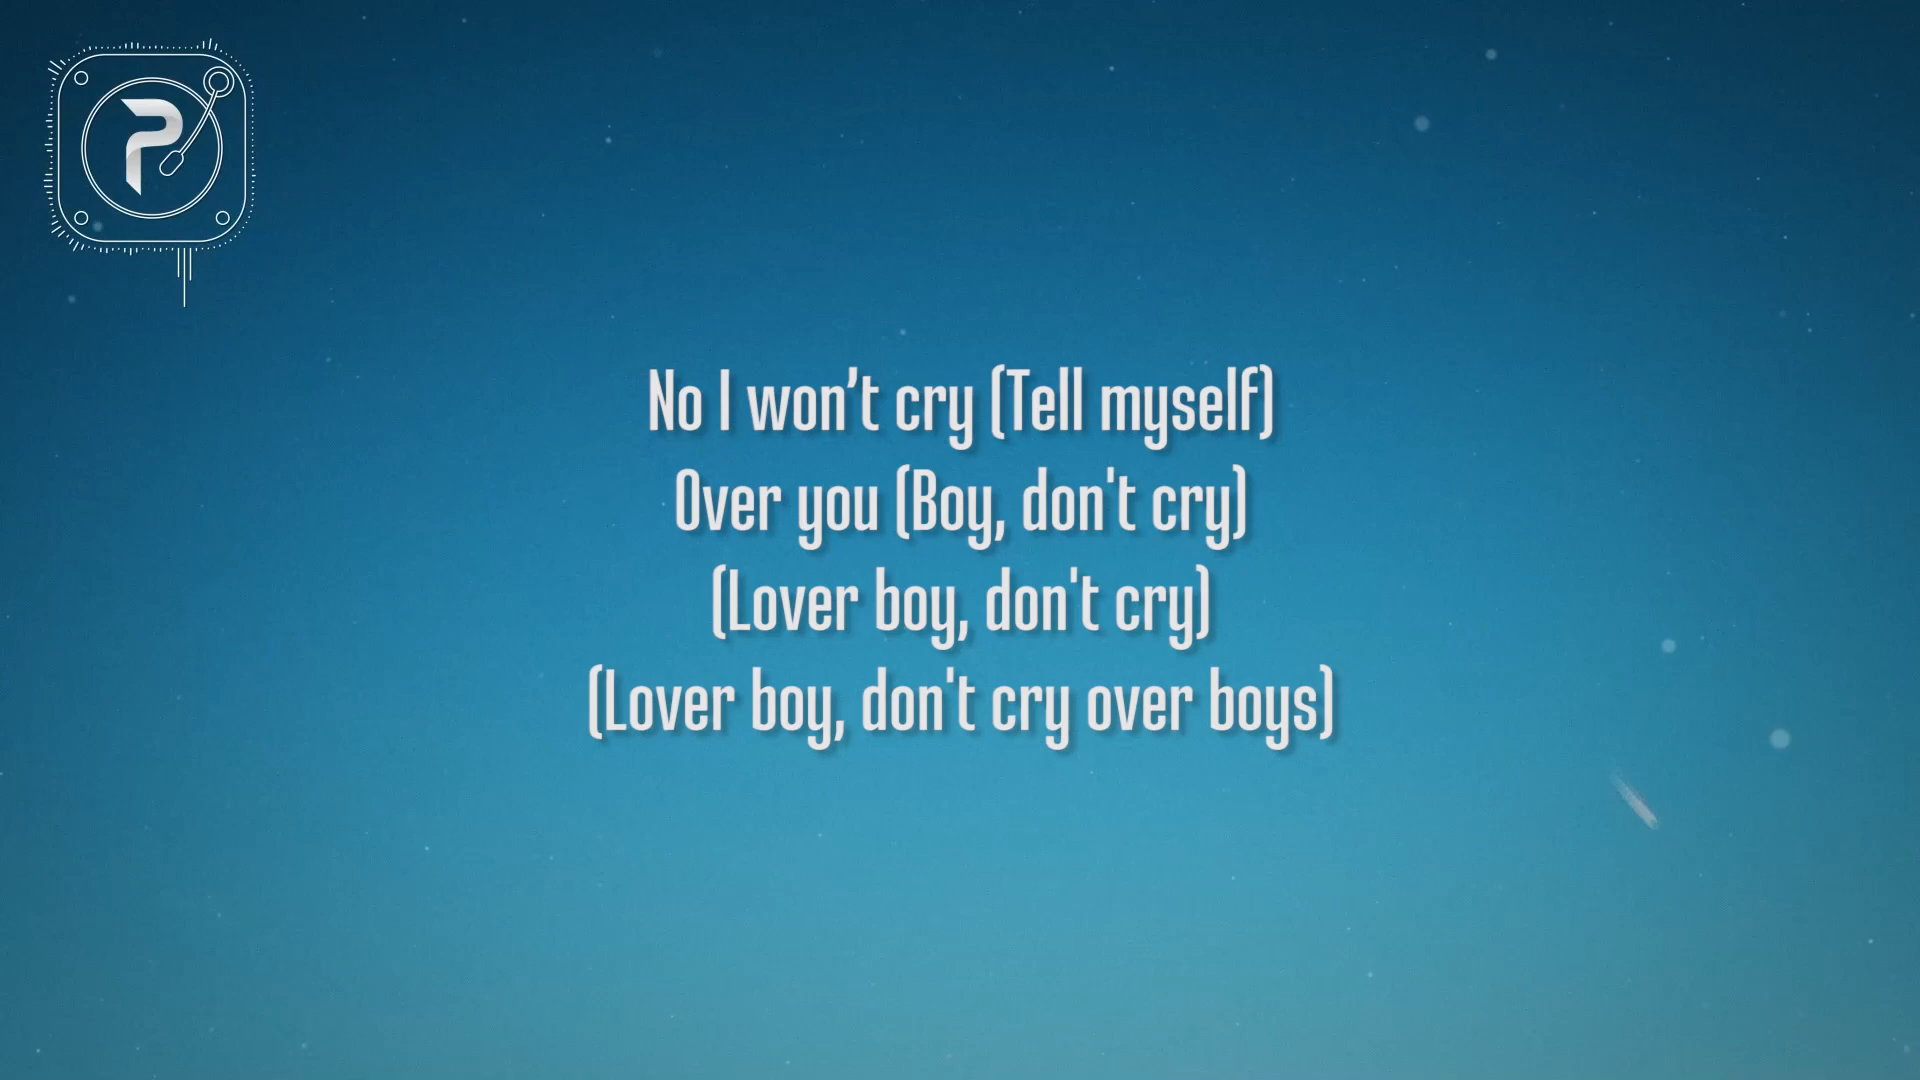 P
No I won’t cry (Tell myself)
Over you (Boy, don't cry)
(Lover boy, don't cry)
(Lover boy, don't cry over boys)